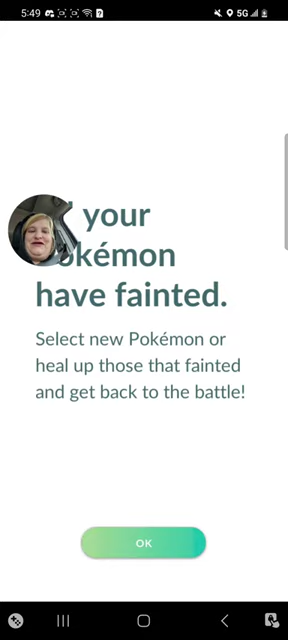 5:49
5G
your
okémon
have fainted.
Select new Pokémon or
heal up those that fainted
and get back to the battle!
OK